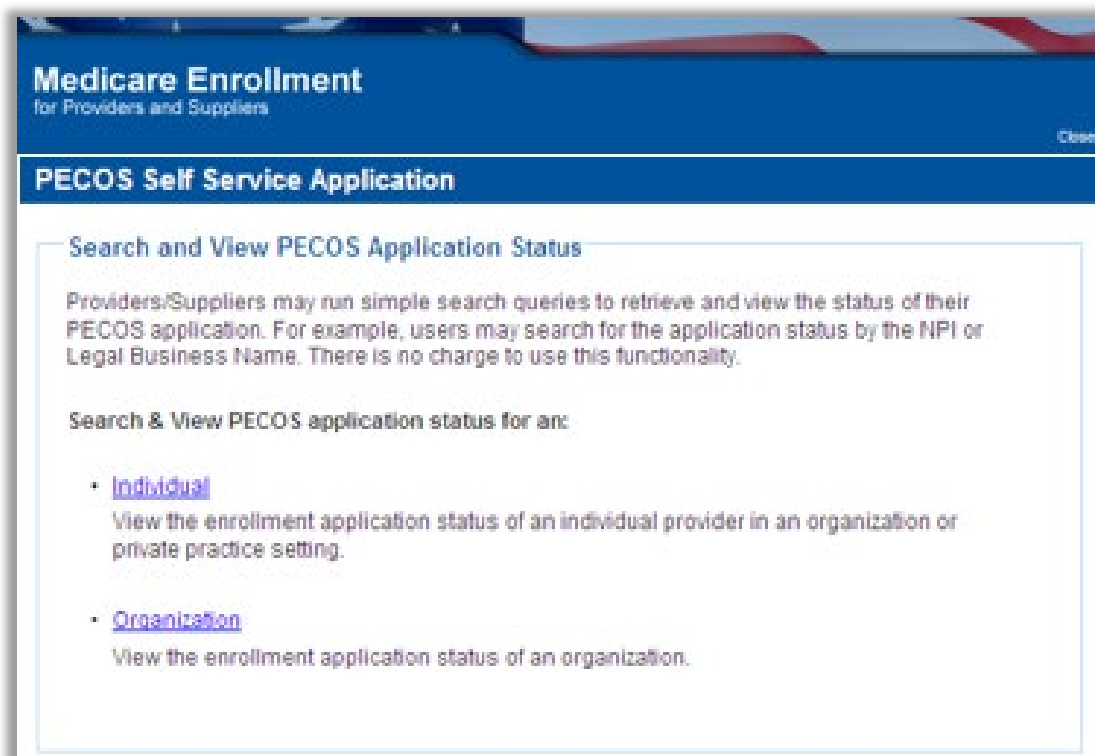 Medicare Enrollment
for Providers and Suppliers
Close
PECOS Self Service Application
Search and View PECOS Application Status
Providers/Suppliers may run simple search queries to retrieve and view the status of their
PECOS application. For example, users may search for the application status by the NPI or
Legal Business Name. There is no charge to use this functionality.
Search & View PECOS application status for an:
• Individual
View the enrollment application status of an individual provider in an organization or
private practice setting.
• Organization
View the enrollment application status of an organization.